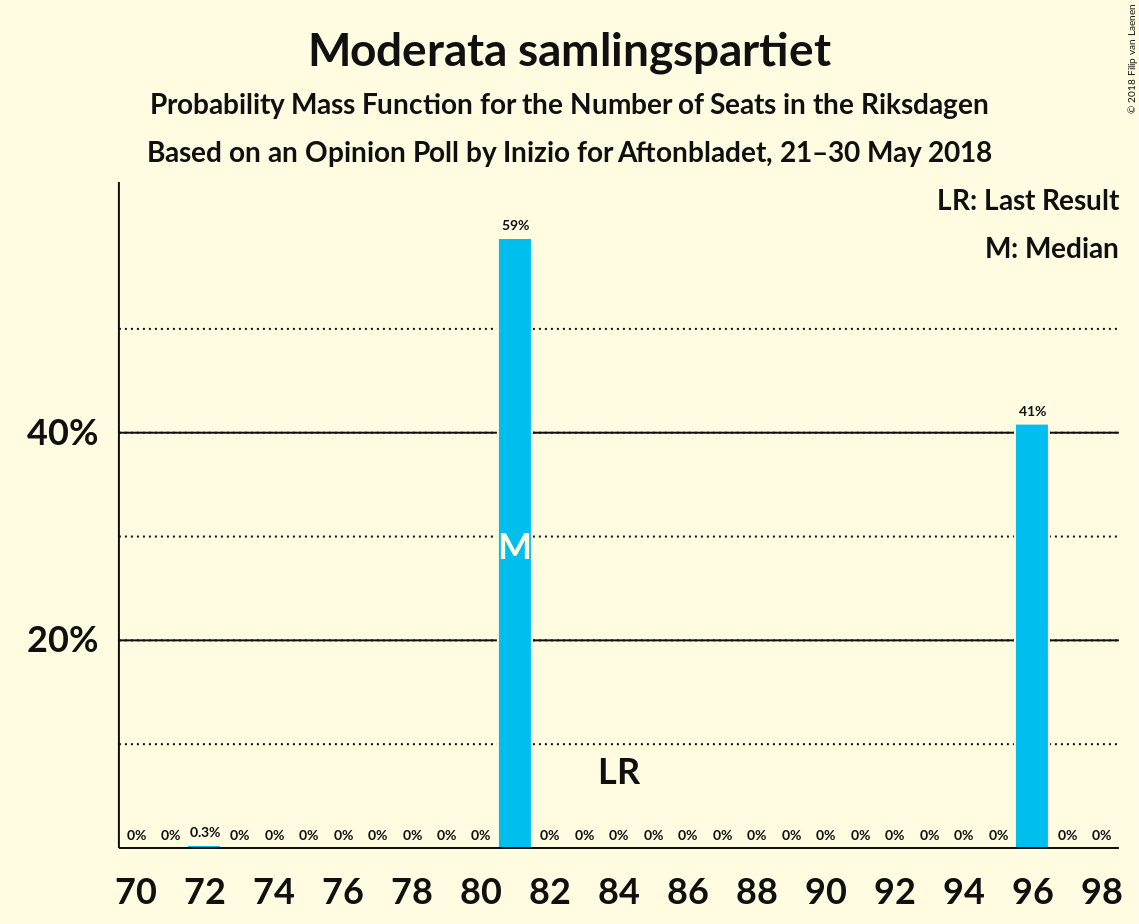 Moderata samlingspartiet
Probability Mass Function for the Number of Seats in the Riksdagen
Based on an Opinion Poll by Inizio for Aftonbladet, 21–30 May 2018
© 2018 Filip van Laenen
LR: Last Result
M: Median
59%
41%
40%
M
20%
LR
0% 0% 0.3% 0% 0% 0% 0% 0% 0% 0% 0% 0% 0% 0% 0% 0% 0% 0% 0% 0% 0% 0% 0% 0% 0% 0% 0%
70 72 74 76 78 80 82 84 86 88 90 92 94 96 98